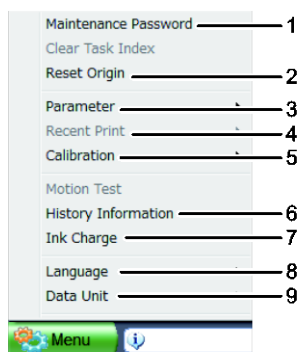 Maintenance Password 1
Clear Task Index
Reset Origin 2
Parameter 3
Recent Print 4
Calibration 5
Motion Test
History Information 6
Ink Charge 7
Language 8
Data Unit 9
Menu